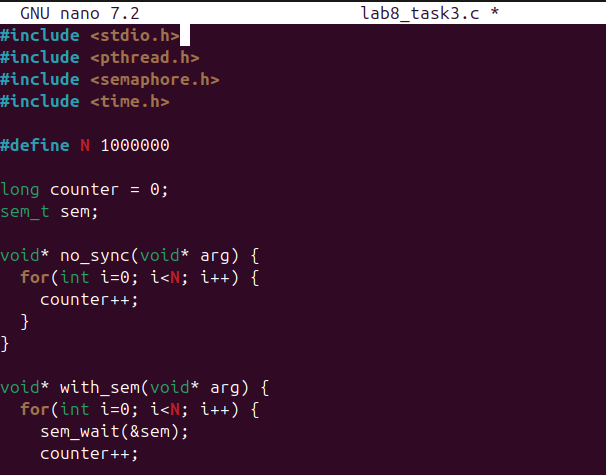 GNU nano 7.2 lab8_task3.c *
#include <stdio.h>
#include <pthread.h>
#include <semaphore.h>
#include <time.h>
#define N 1000000
long counter = 0;
sem_t sem;
void* no_sync(void* arg) {
  for(int i=0; i<N; i++) {
    counter++;
  }
}
void* with_sem(void* arg) {
  for(int i=0; i<N; i++) {
    sem_wait(&sem);
    counter++;